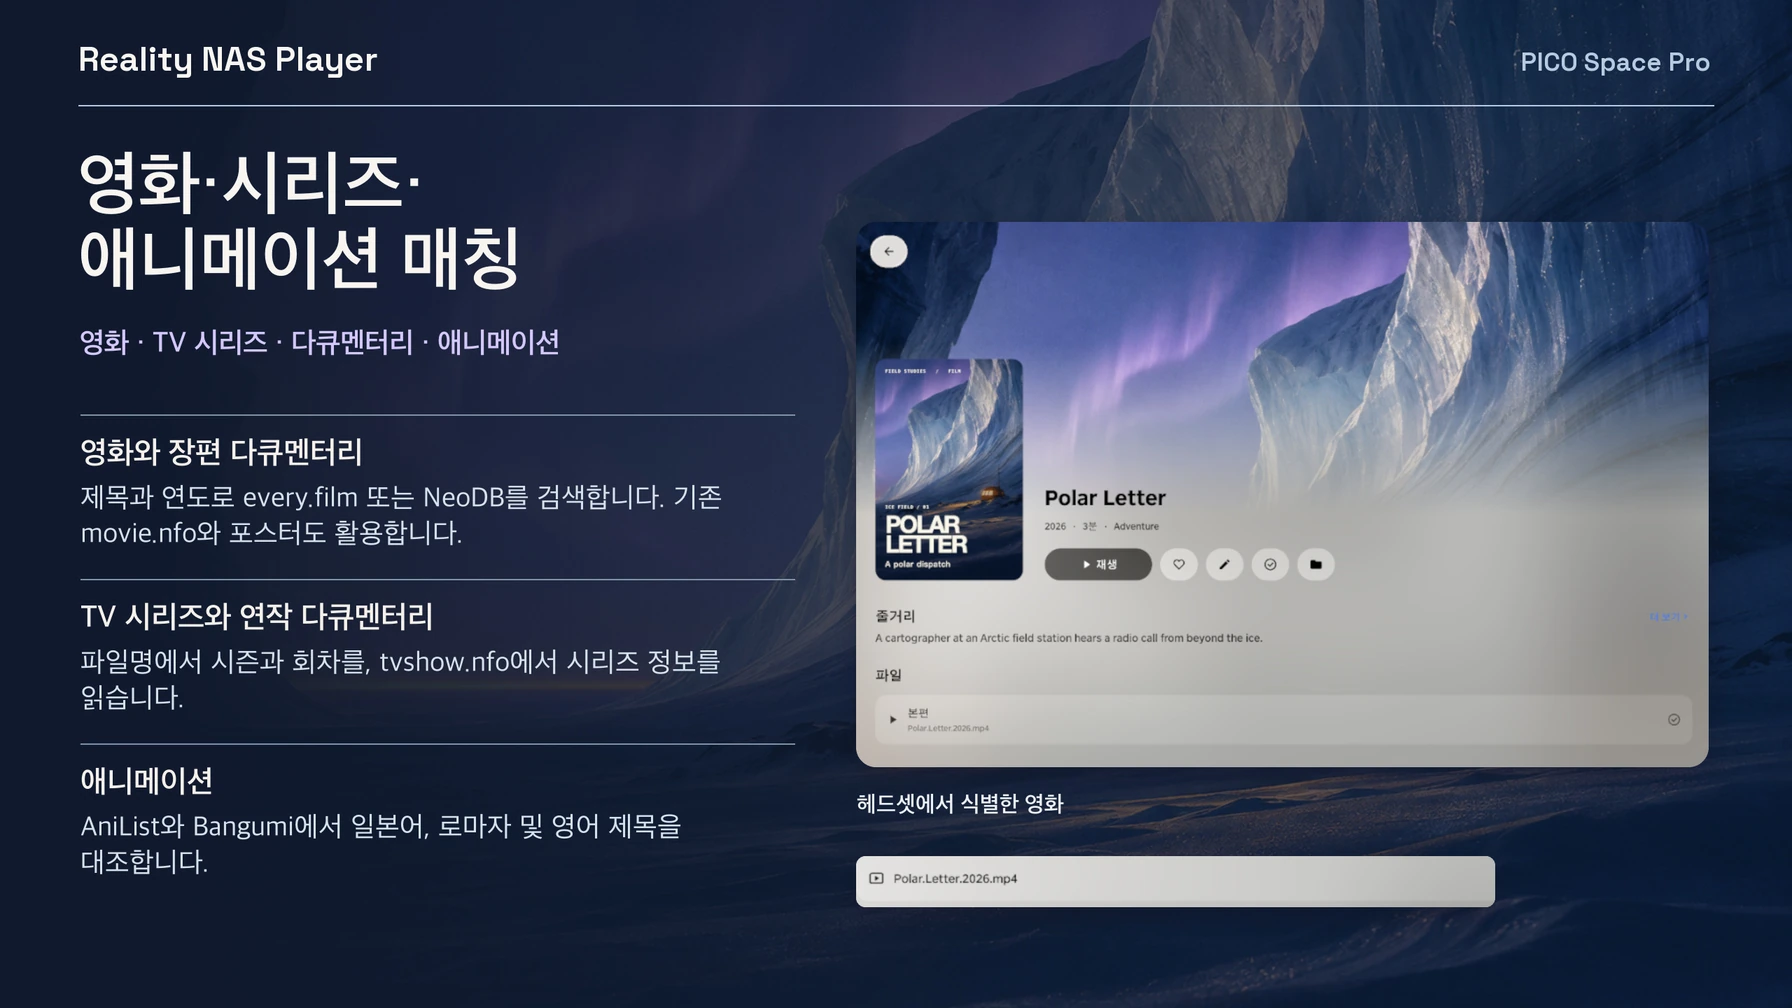 Reality NAS Player
PICO Space Pro
영화·시리즈·
애니메이션 매칭
영화 · TV 시리즈 · 다큐멘터리 · 애니메이션
영화와 장편 다큐멘터리
제목과 연도로 every.film 또는 NeoDB를 검색합니다. 기존
movie.nfo와 포스터도 활용합니다.
TV 시리즈와 연작 다큐멘터리
파일명에서 시즌과 회차를, tvshow.nfo에서 시리즈 정보를
읽습니다.
애니메이션
AniList와 Bangumi에서 일본어, 로마자 및 영어 제목을
대조합니다.
FIELD STUDIES / FILM
ICE FIELD / 01
POLAR
LETTER
A polar dispatch
Polar Letter
2026 · 3분 · Adventure
재생
줄거리
더 보기 >
A cartographer at an Arctic field station hears a radio call from beyond the ice.
파일
본편
Polar.Letter.2026.mp4
헤드셋에서 식별한 영화
Polar.Letter.2026.mp4